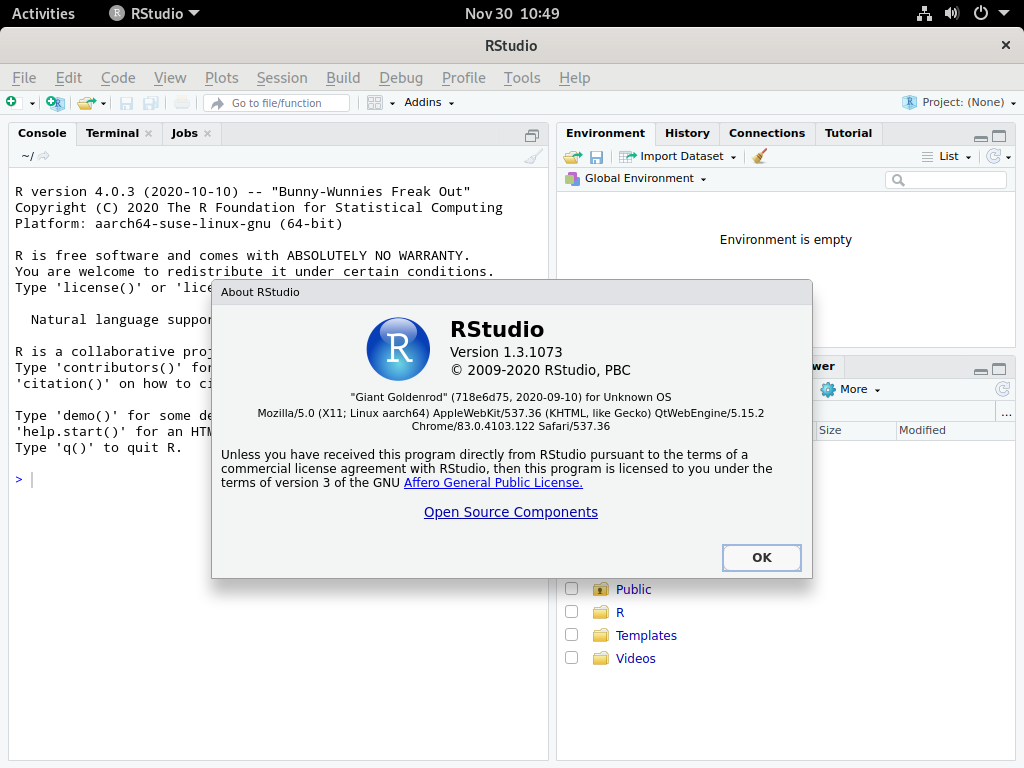 Activities RStudio Nov 30 10:49
RStudio
File Edit Code View Plots Session Build Debug Profile Tools Help
Go to file/function Addins Project: (None)
Console Terminal Jobs
~/
R version 4.0.3 (2020-10-10) -- "Bunny-Wunnies Freak Out"
Copyright (C) 2020 The R Foundation for Statistical Computing
Platform: aarch64-suse-linux-gnu (64-bit)
R is free software and comes with ABSOLUTELY NO WARRANTY.
You are welcome to redistribute it under certain conditions.
Type 'license()' or 'lice
Natural language suppor
R is a collaborative proj
Type 'contributors()' for
'citation()' on how to ci
Type 'demo()' for some de
'help.start()' for an HTM
Type 'q()' to quit R.
>
Environment History Connections Tutorial
Import Dataset List
Global Environment
Environment is empty
About RStudio
R
RStudio
Version 1.3.1073
© 2009-2020 RStudio, PBC
"Giant Goldenrod" (718e6d75, 2020-09-10) for Unknown OS
Mozilla/5.0 (X11; Linux aarch64) AppleWebKit/537.36 (KHTML, like Gecko) QtWebEngine/5.15.2
Chrome/83.0.4103.122 Safari/537.36
Unless you have received this program directly from RStudio pursuant to the terms of a
commercial license agreement with RStudio, then this program is licensed to you under the
terms of version 3 of the GNU Affero General Public License.
Open Source Components
OK
wer
More
...
Size Modified
Public
R
Templates
Videos